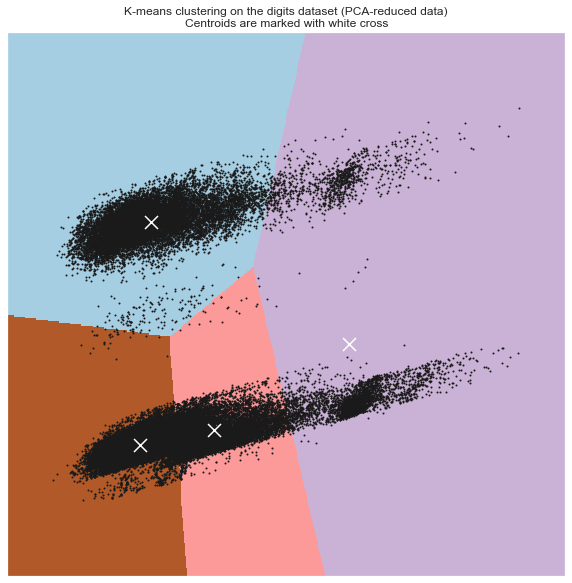 K-means clustering on the digits dataset (PCA-reduced data)
Centroids are marked with white cross